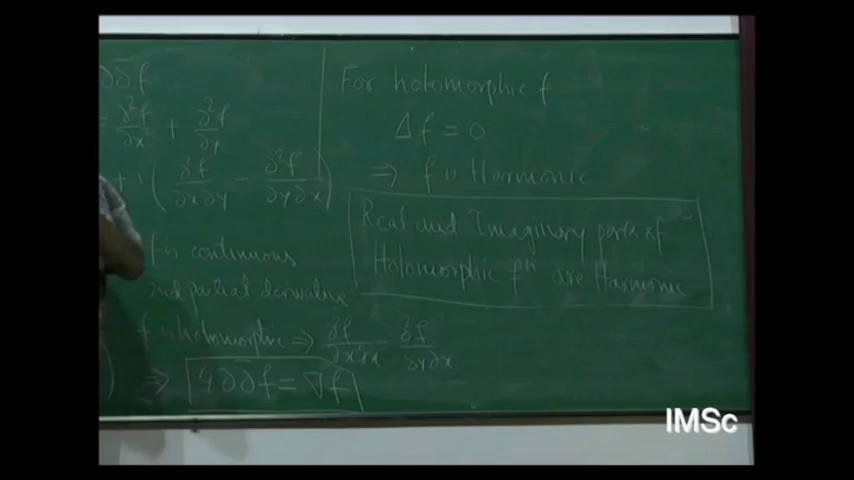 ∂∂̄f
= ∂²f/∂x² + ∂²f/∂y
+ i (∂²f/∂x∂y − ∂²f/∂y∂x)
f is continuous
2nd partial derivative
f is holomorphic ⇒ ∂²f/∂x∂x ∂²f/∂y∂x
⇒ 4∂∂̄f = ∇f
For holomorphic f
Δf = 0
⇒ f is Harmonic
Real and Imaginary parts of
Holomorphic fⁿ are Harmonic
IMSc